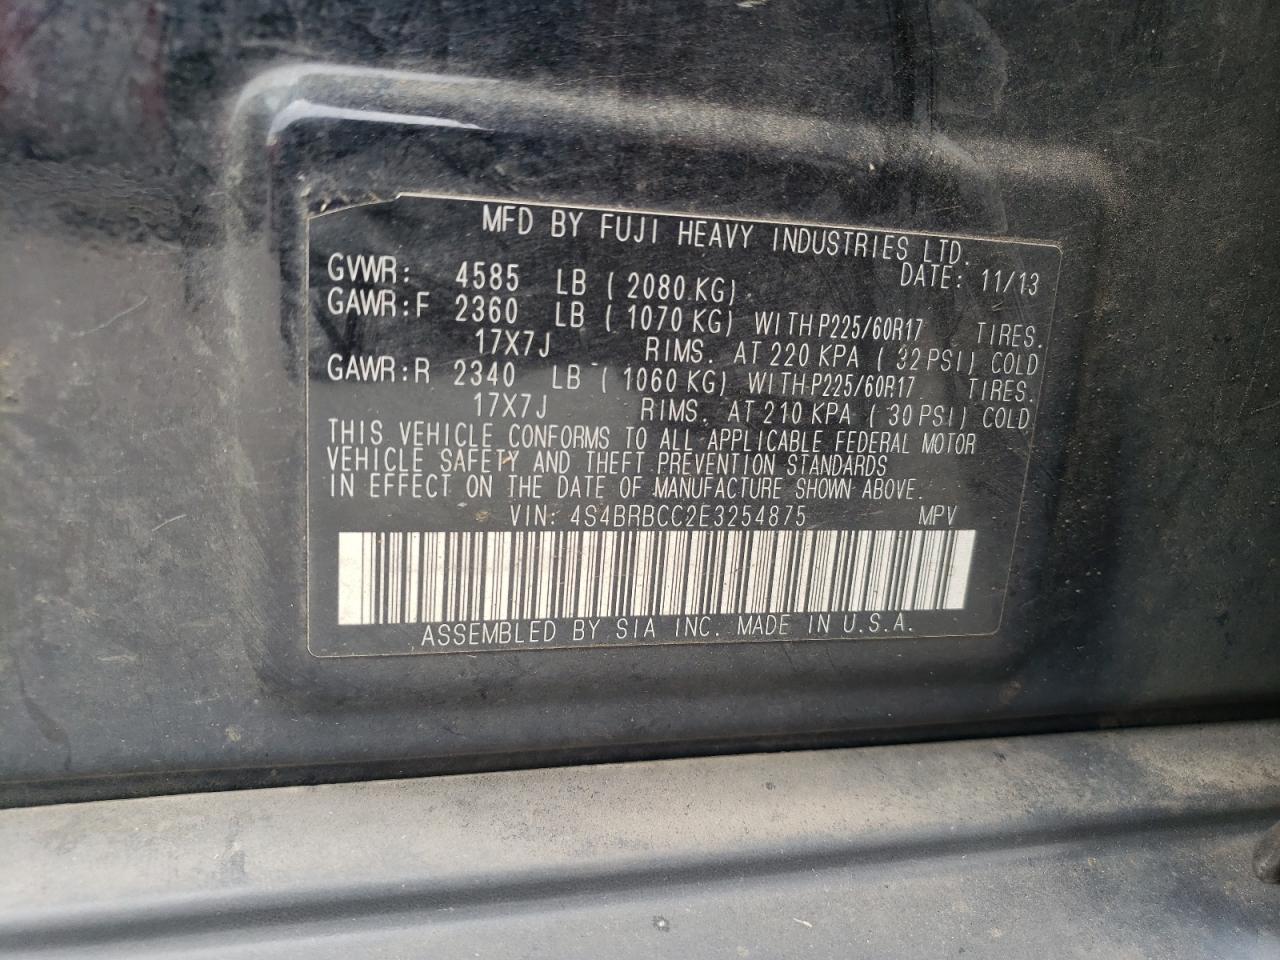 MFD BY FUJI HEAVY INDUSTRIES LTD.
DATE: 11/13
GVWR: 4585 LB (2080 KG)
GAWR:F 2360 LB (1070 KG) WITH P225/60R17 TIRES.
17X7J RIMS. AT 220 KPA (32 PSI) COLD
GAWR:R 2340 LB (1060 KG) WITH P225/60R17 TIRES.
17X7J RIMS. AT 210 KPA (30 PSI) COLD
THIS VEHICLE CONFORMS TO ALL APPLICABLE FEDERAL MOTOR
VEHICLE SAFETY AND THEFT PREVENTION STANDARDS
IN EFFECT ON THE DATE OF MANUFACTURE SHOWN ABOVE.
VIN: 4S4BRBCC2E3254875 MPV
ASSEMBLED BY SIA INC. MADE IN U.S.A.